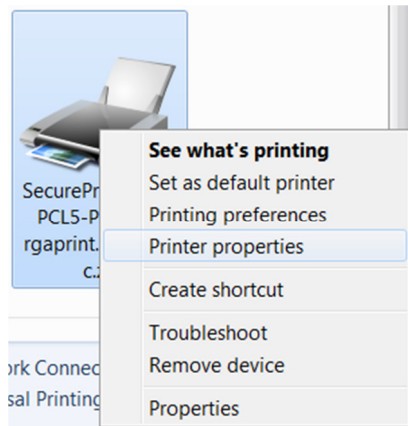 See what's printing
Set as default printer
Printing preferences
Printer properties
Create shortcut
Troubleshoot
Remove device
Properties
SecurePr
PCL5-P
rgaprint.
c.z
ork Connec
sal Printing